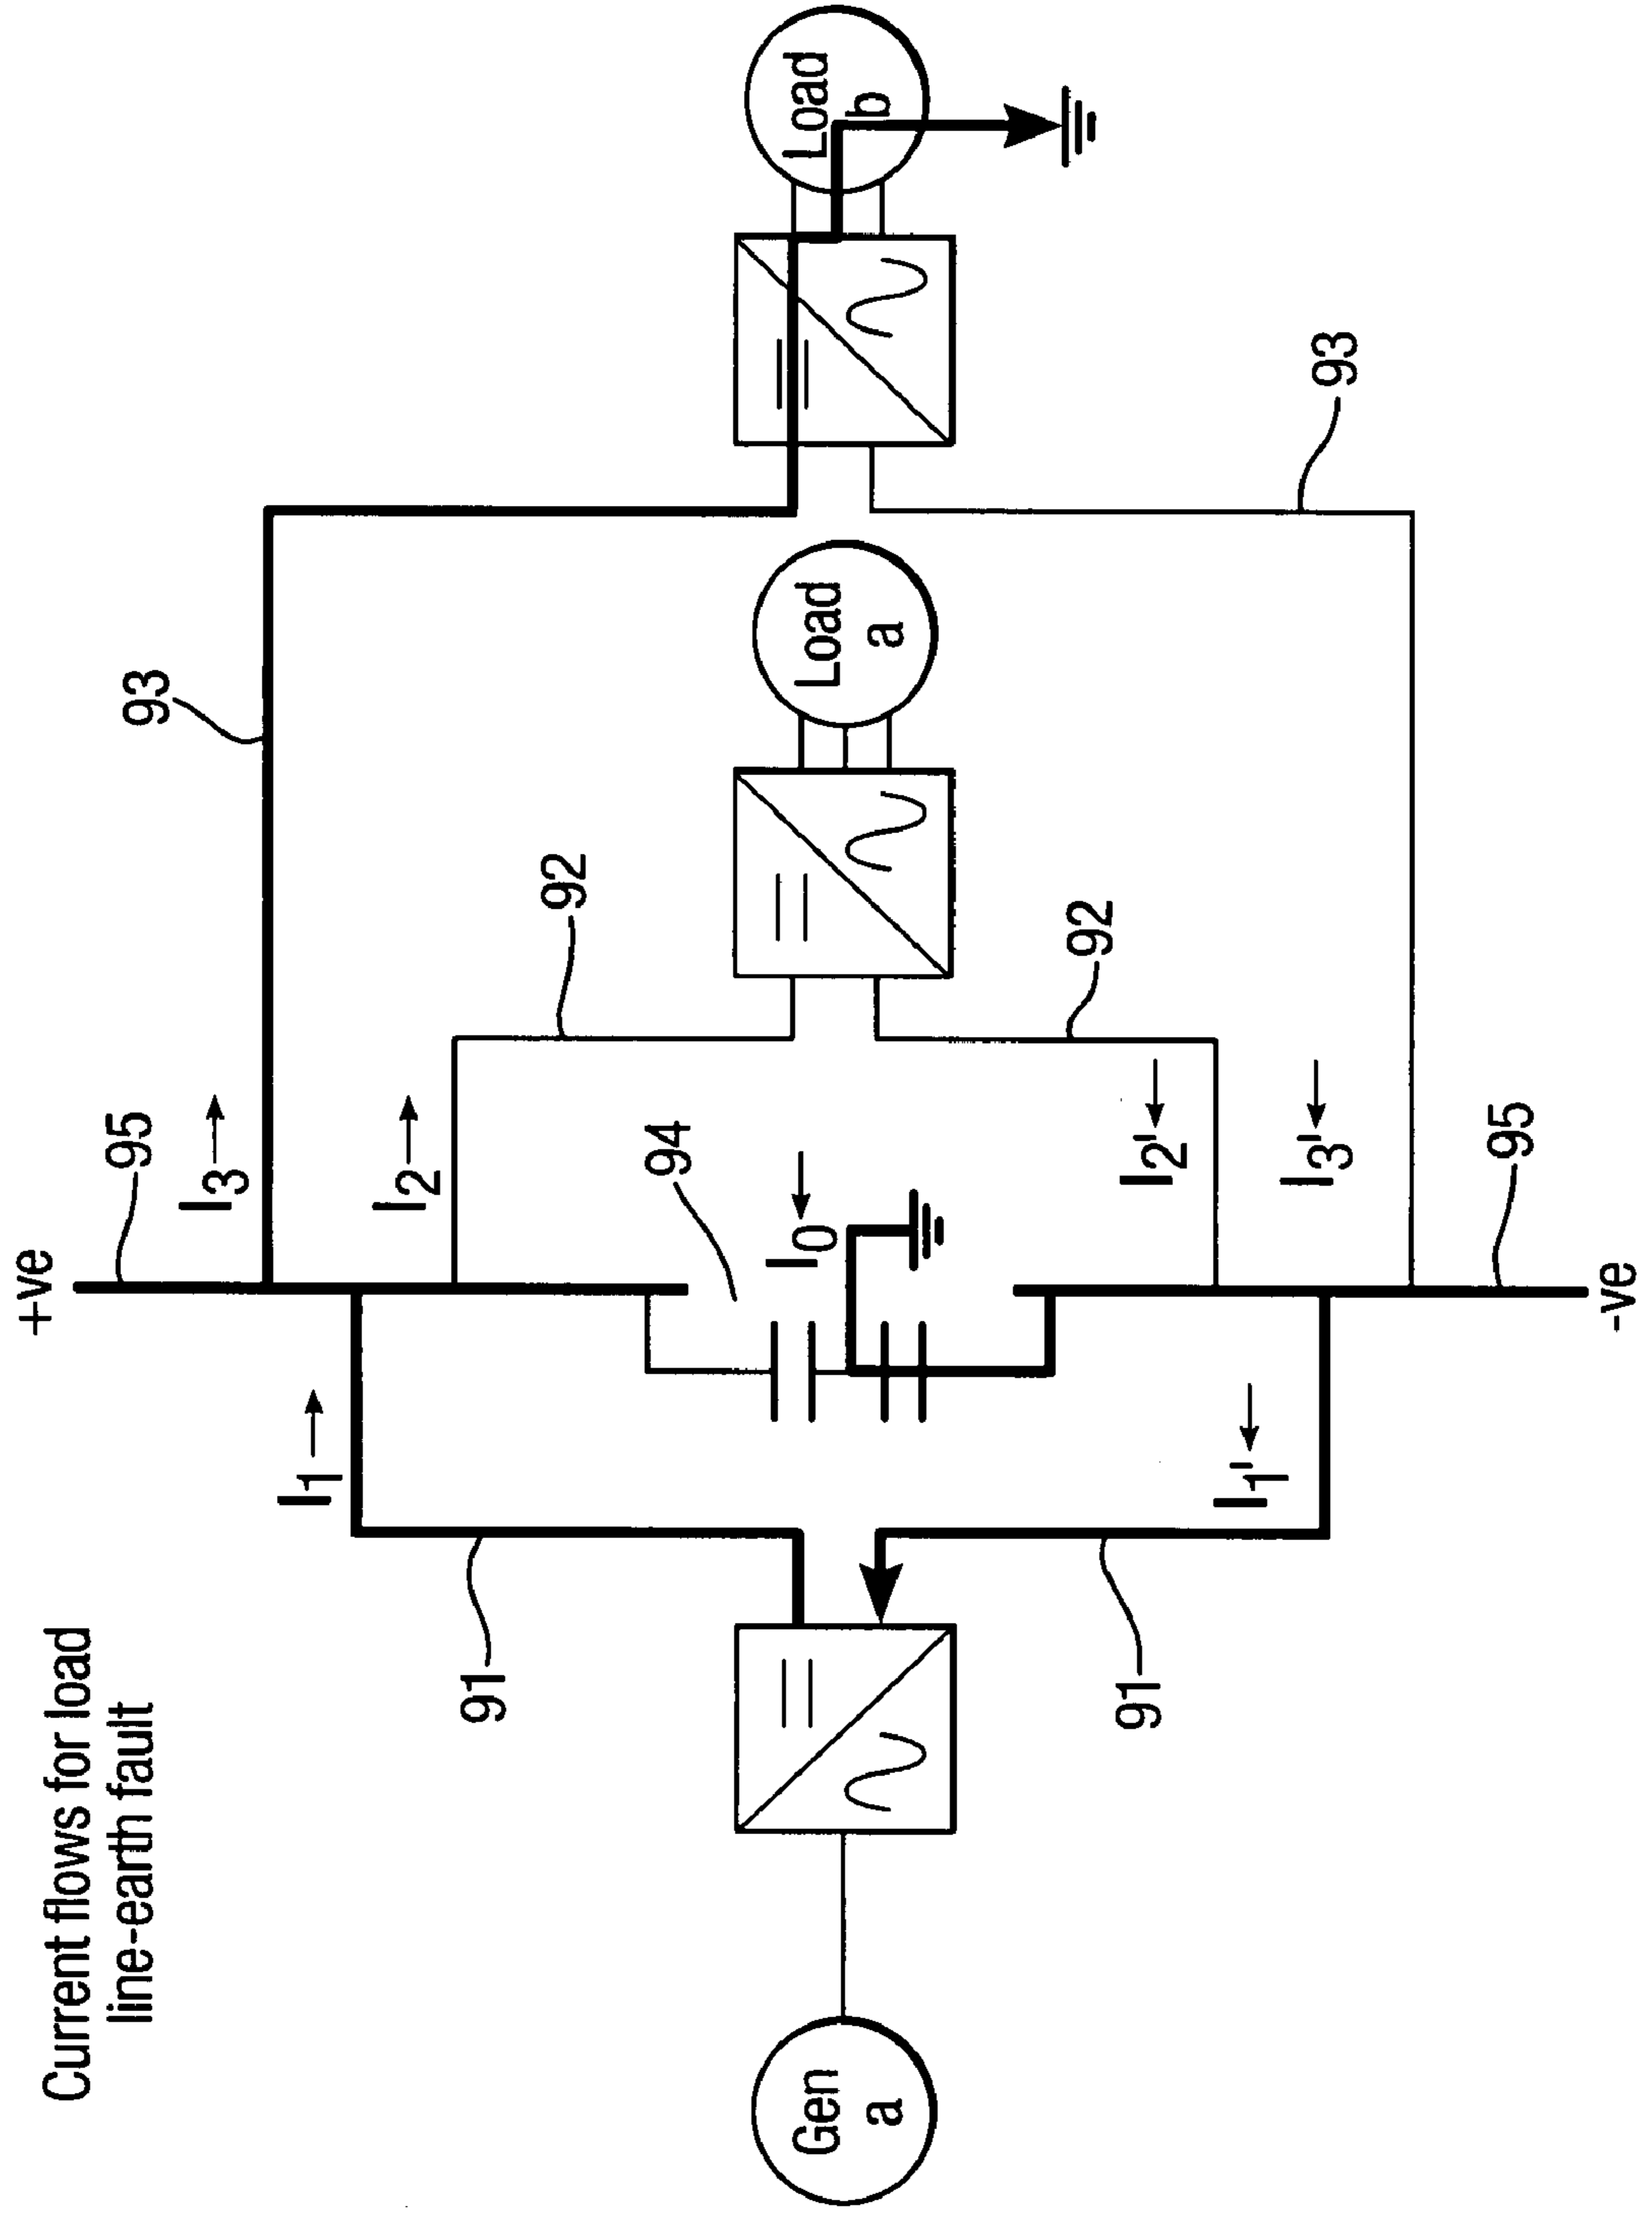 Current flows for load
line-earth fault
+ve
95
I3
93
I1
I2
92
91
94
I0
Gen
a
Load
a
Load
b
91
I1'
I2'
92
I3'
93
95
-ve